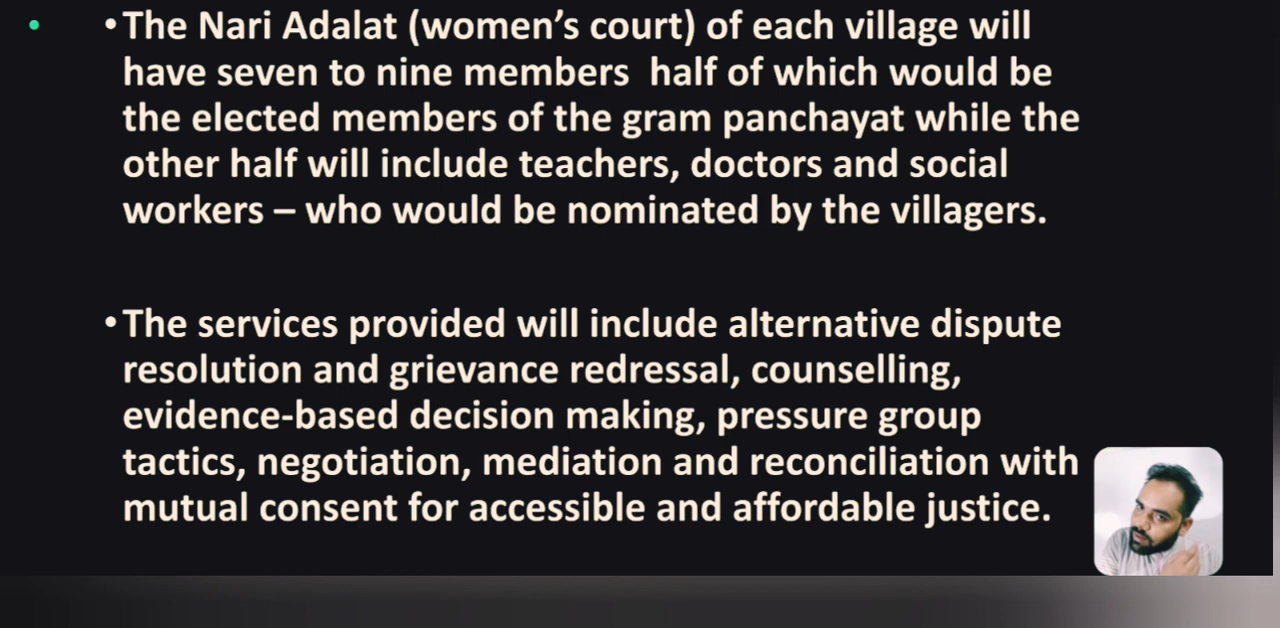 •The Nari Adalat (women’s court) of each village will
have seven to nine members  half of which would be
the elected members of the gram panchayat while the
other half will include teachers, doctors and social
workers – who would be nominated by the villagers.
•The services provided will include alternative dispute
resolution and grievance redressal, counselling,
evidence-based decision making, pressure group
tactics, negotiation, mediation and reconciliation with
mutual consent for accessible and affordable justice.